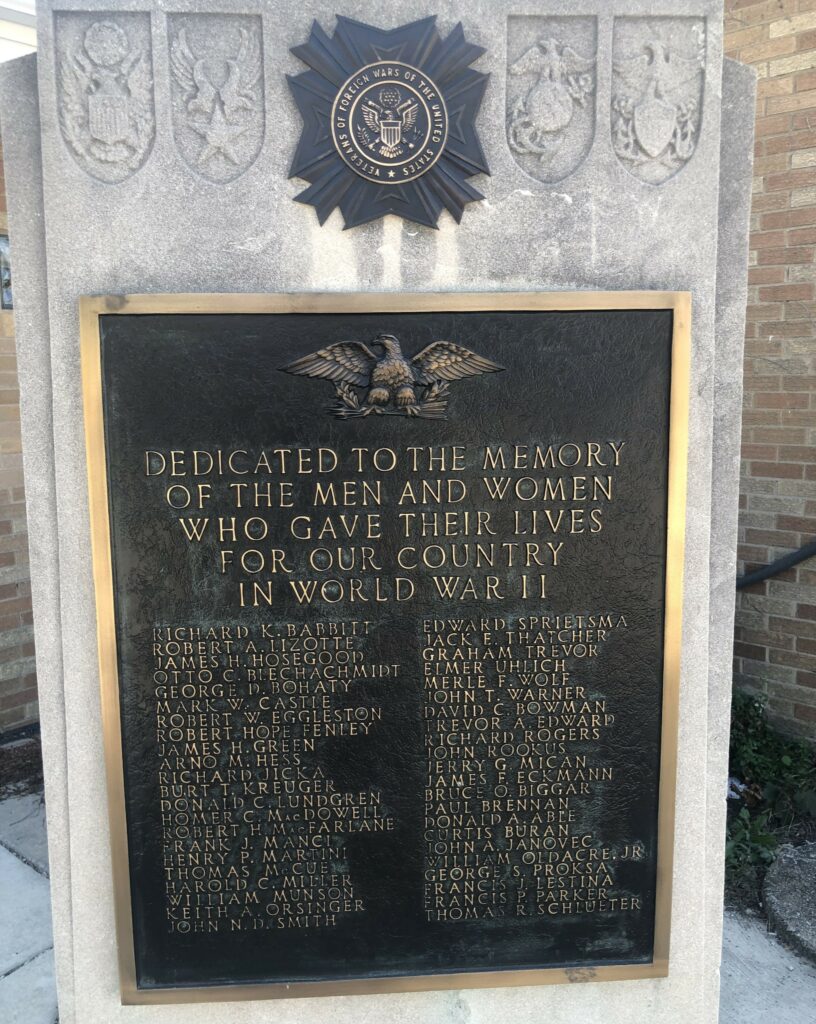 VETERANS OF FOREIGN WARS OF THE UNITED STATES
DEDICATED TO THE MEMORY
OF THE MEN AND WOMEN
WHO GAVE THEIR LIVES
FOR OUR COUNTRY
IN WORLD WAR II
RICHARD K. BABBITT
ROBERT A. LIZOTTE
JAMES H. HOSEGOOD
OTTO C. BLECHACHMIDT
GEORGE D. BOHATY
MARK W. CASTLE
ROBERT W. EGGLESTON
ROBERT HOPE FENLEY
JAMES H. GREEN
ARNO M. HESS
RICHARD JICKA
BURT T. KREUGER
DONALD C. LUNDGREN
HOMER C. MACDOWELL
ROBERT H. MACFARLANE
FRANK J. MANCL
HENRY P. MARTINI
THOMAS McCUE
HAROLD C. MILLER
WILLIAM MUNSON
KEITH A. ORSINGER
JOHN N. D. SMITH
EDWARD SPRIETSMA
JACK E. THATCHER
GRAHAM TREVOR
ELMER UHLICH
MERLE F. WOLF
JOHN T. WARNER
DAVID C. BOWMAN
TREVOR A. EDWARD
RICHARD ROGERS
JOHN ROOKUS
JERRY G. MICAN
JAMES F. ECKMANN
BRUCE O. BIGGAR
PAUL BRENNAN
DONALD A. ABLE
CURTIS BURAN
JOHN A. JANOVEC
WILLIAM OLDACRE, JR
GEORGE S. PROKSA
FRANCIS J. LESTINA
FRANCIS P. PARKER
THOMAS R. SCHLUETER